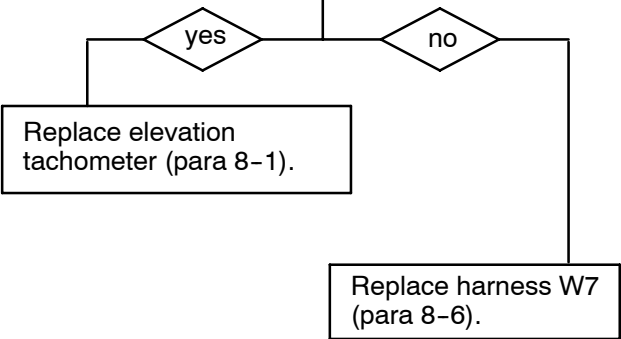 yes
no
Replace elevation
tachometer (para 8-1).
Replace harness W7
(para 8-6).